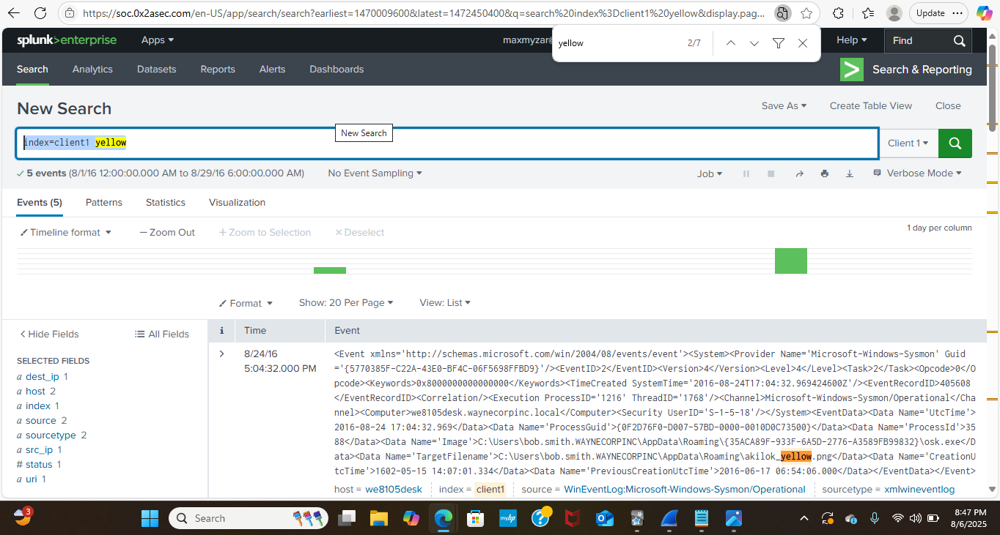 https://soc.0x2asec.com/en-US/app/search/search?earliest=1470009600&latest=1472450400&q=search%20index%3Dclient1%20yellow&display.pag...
Update
splunk>enterprise Apps maxmyzar Help Find
yellow 2/7
Search Analytics Datasets Reports Alerts Dashboards > Search & Reporting
New Search Save As Create Table View Close
New Search
index=client1 yellow Client 1
✓ 5 events (8/1/16 12:00:00.000 AM to 8/29/16 6:00:00.000 AM) No Event Sampling Job Verbose Mode
Events (5) Patterns Statistics Visualization
Timeline format — Zoom Out + Zoom to Selection × Deselect 1 day per column
Format Show: 20 Per Page View: List
< Hide Fields All Fields i Time Event
SELECTED FIELDS
a dest_ip 1
a host 2
a index 1
a source 2
a sourcetype 2
a src_ip 1
# status 1
a uri 1
> 8/24/16
5:04:32.000 PM
<Event xmlns='http://schemas.microsoft.com/win/2004/08/events/event'><System><Provider Name='Microsoft-Windows-Sysmon' Guid
='{5770385F-C22A-43E0-BF4C-06F5698FFBD9}'/><EventID>2</EventID><Version>4</Version><Level>4</Level><Task>2</Task><Opcode>0</Op
code><Keywords>0x8000000000000000</Keywords><TimeCreated SystemTime='2016-08-24T17:04:32.969424600Z'/><EventRecordID>405608
</EventRecordID><Correlation/><Execution ProcessID='1216' ThreadID='1768'/><Channel>Microsoft-Windows-Sysmon/Operational</Chan
nel><Computer>we8105desk.waynecorpinc.local</Computer><Security UserID='S-1-5-18'/></System><EventData><Data Name='UtcTime'>
2016-08-24 17:04:32.969</Data><Data Name='ProcessGuid'>{0F2D76F0-D007-57BD-0000-0010D0C73500}</Data><Data Name='ProcessId'>35
88</Data><Data Name='Image'>C:\Users\bob.smith.WAYNECORPINC\AppData\Roaming\{35ACA89F-933F-6A5D-2776-A3589FB99832}\osk.exe</D
ata><Data Name='TargetFilename'>C:\Users\bob.smith.WAYNECORPINC\AppData\Roaming\akilok_yellow.png</Data><Data Name='CreationU
tcTime'>1602-05-15 14:07:01.334</Data><Data Name='PreviousCreationUtcTime'>2016-06-17 06:54:06.000</Data></EventData></Event>
host = we8105desk index = client1 source = WinEventLog:Microsoft-Windows-Sysmon/Operational sourcetype = xmlwineventlog
3 Search myhp 8:47 PM
8/6/2025